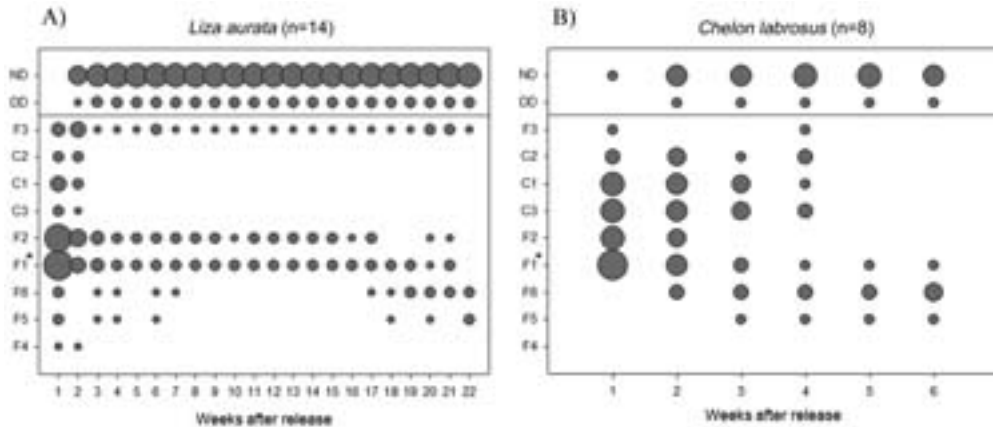 A)
Liza aurata (n=14)
ND
DD
F3
C2
C1
C3
F2
F1*
F6
F5
F4
1 2 3 4 5 6 7 8 9 10 11 12 13 14 15 16 17 18 19 20 21 22
Weeks after release
B)
Chelon labrosus (n=8)
ND
DD
F3
C2
C1
C3
F2
F1*
F6
F5
F4
1 2 3 4 5 6
Weeks after release